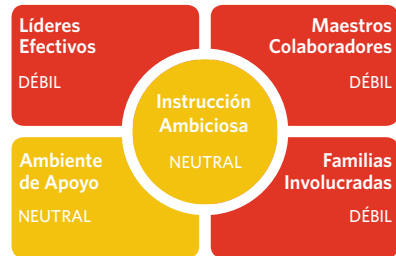 Líderes
Efectivos
DÉBIL
Maestros
Colaboradores
DÉBIL
Instrucción
Ambiciosa
NEUTRAL
Ambiente
de Apoyo
NEUTRAL
Familias
Involucradas
DÉBIL